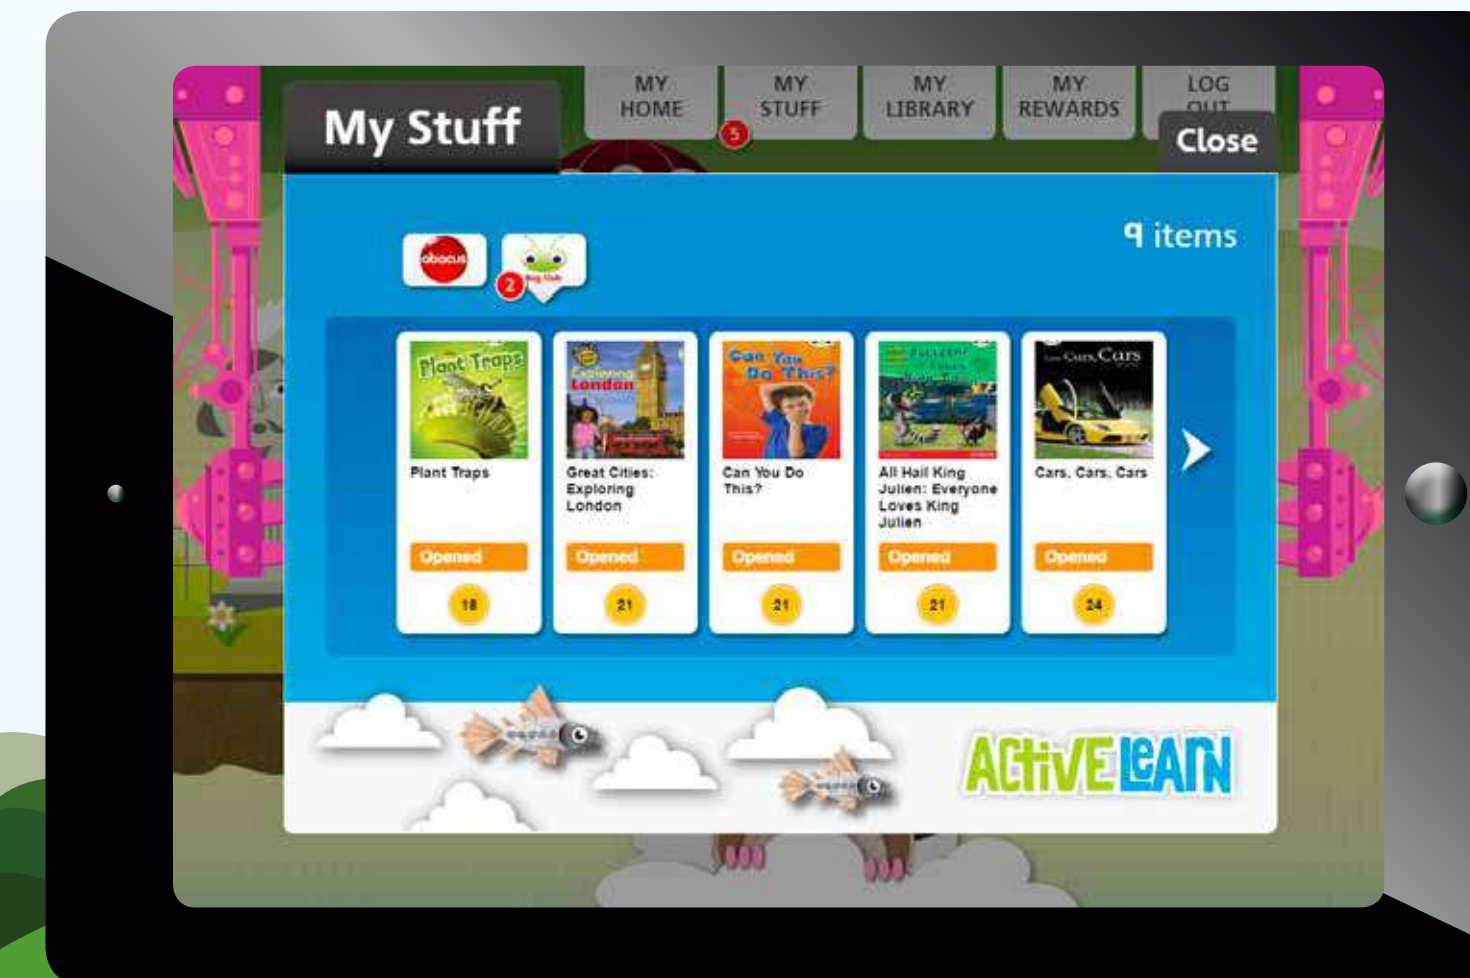 My Stuff
MY
HOME
MY
STUFF
5
MY
LIBRARY
MY
REWARDS
LOG
OUT
Close
9 items
abacus
Bug Club
2
Plant Traps
Exploring
London
Can You
Do This?
Cars, Cars
Plant Traps
Great Cities:
Exploring
London
Can You Do
This?
All Hail King
Julien: Everyone
Loves King
Julien
Cars, Cars, Cars
Opened
Opened
Opened
Opened
Opened
18
21
21
21
24
ACTIVE LEARN